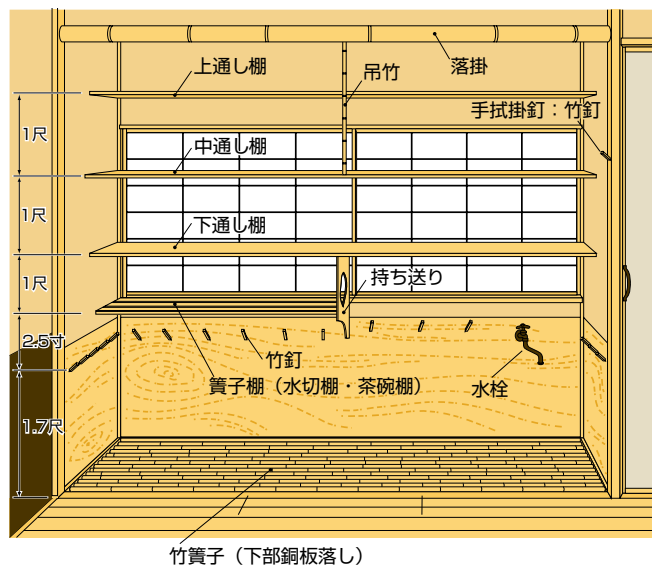 落掛
上通し棚
吊竹
手拭掛釘：竹釘
1尺
中通し棚
1尺
下通し棚
1尺
持ち送り
2.5寸
竹釘
簀子棚（水切棚・茶碗棚）
水栓
1.7尺
竹簀子（下部銅板落し）